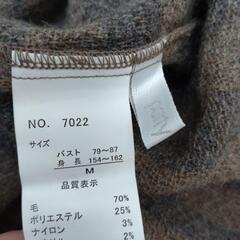 NO. 7022
サイズ
バスト 79〜87
身長 154〜162
M
品質表示
毛 70%
ポリエステル 25%
ナイロン 3%
2%